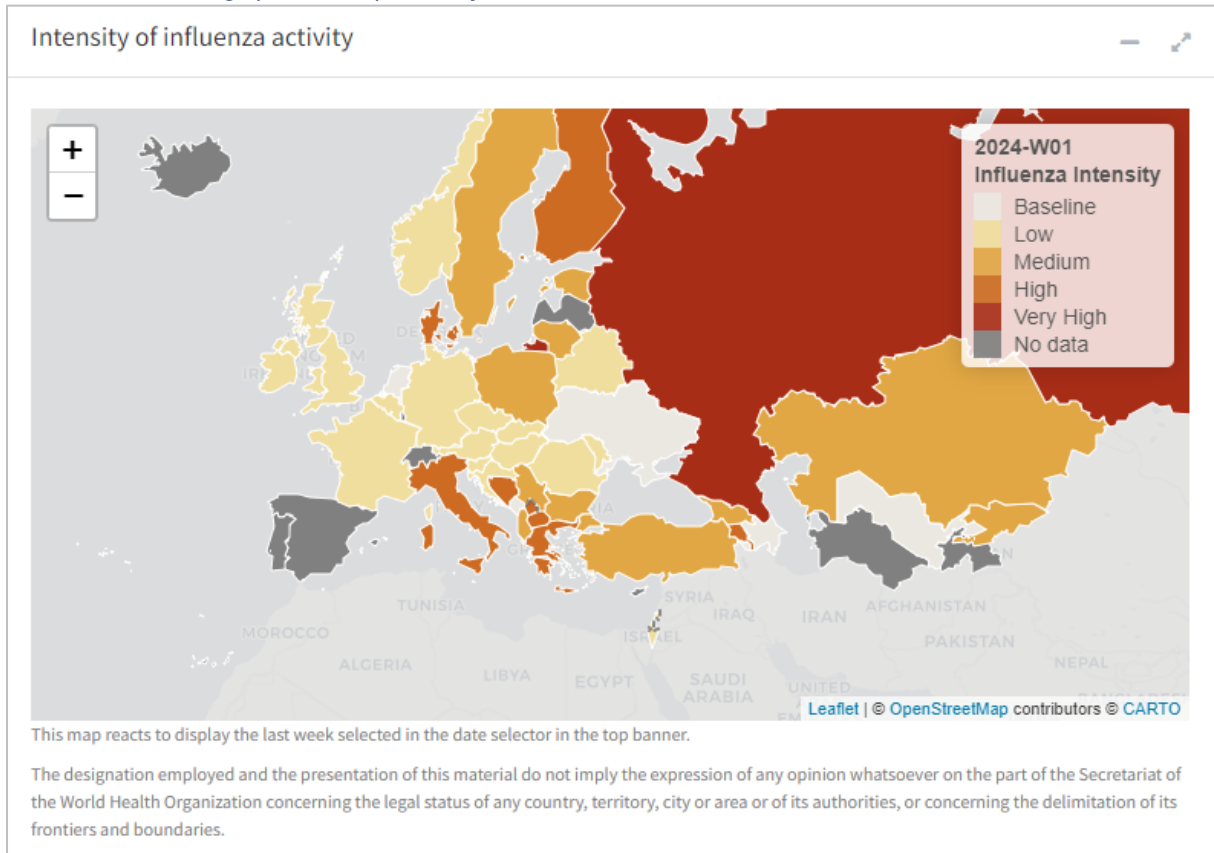 Intensity of influenza activity
+
−
2024-W01
Influenza Intensity
Baseline
Low
Medium
High
Very High
No data
TUNISIA
MOROCCO
ALGERIA
LIBYA
EGYPT
SYRIA
IRAQ
ISRAEL
IRAN
AFGHANISTAN
PAKISTAN
NEPAL
SAUDI
ARABIA
UNITED
Leaflet | © OpenStreetMap contributors © CARTO
This map reacts to display the last week selected in the date selector in the top banner.
The designation employed and the presentation of this material do not imply the expression of any opinion whatsoever on the part of the Secretariat of
the World Health Organization concerning the legal status of any country, territory, city or area or of its authorities, or concerning the delimitation of its
frontiers and boundaries.